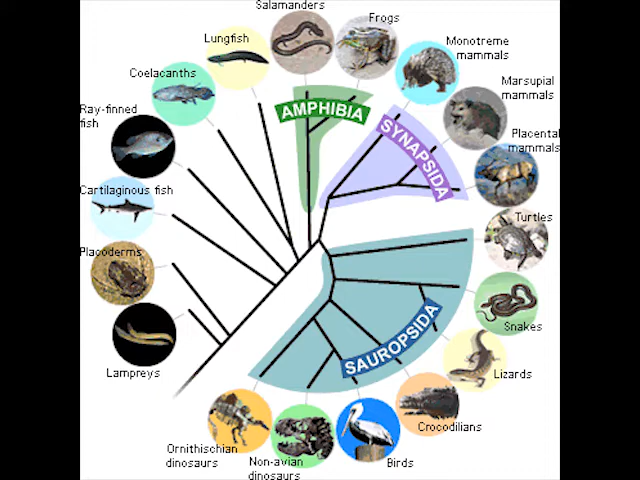 Salamanders
Frogs
Lungfish
Monotreme
mammals
Coelacanths
Marsupial
mammals
Ray-finned
fish
AMPHIBIA
SYNAPSIDA
Placental
mammals
Cartilaginous fish
Turtles
Placoderms
Snakes
SAUROPSIDA
Lampreys
Lizards
Crocodilians
Ornithischian
dinosaurs
Non-avian
dinosaurs
Birds